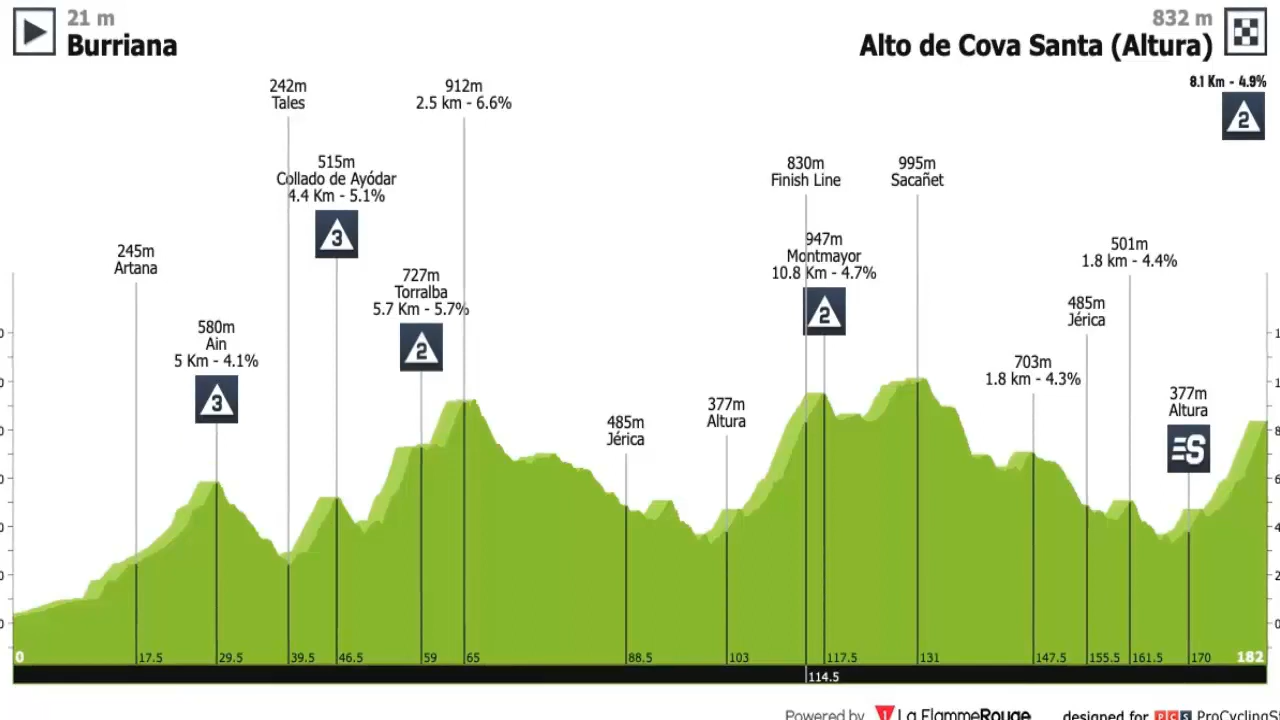 21 m
Burriana
832 m
Alto de Cova Santa (Altura)
8.1 Km - 4.9%
2
242m
Tales
912m
2.5 km - 6.6%
515m
Collado de Ayódar
4.4 Km - 5.1%
3
830m
Finish Line
995m
Sacañet
245m
Artana
727m
Torralba
5.7 Km - 5.7%
2
947m
Montmayor
10.8 Km - 4.7%
2
501m
1.8 km - 4.4%
485m
Jérica
580m
Ain
5 Km - 4.1%
3
703m
1.8 km - 4.3%
377m
Altura
S
485m
Jérica
377m
Altura
0 17.5 29.5 39.5 46.5 59 65 88.5 103 117.5 131 147.5 155.5 161.5 170 182
114.5
Powered by La FlammeRouge designed for PCS